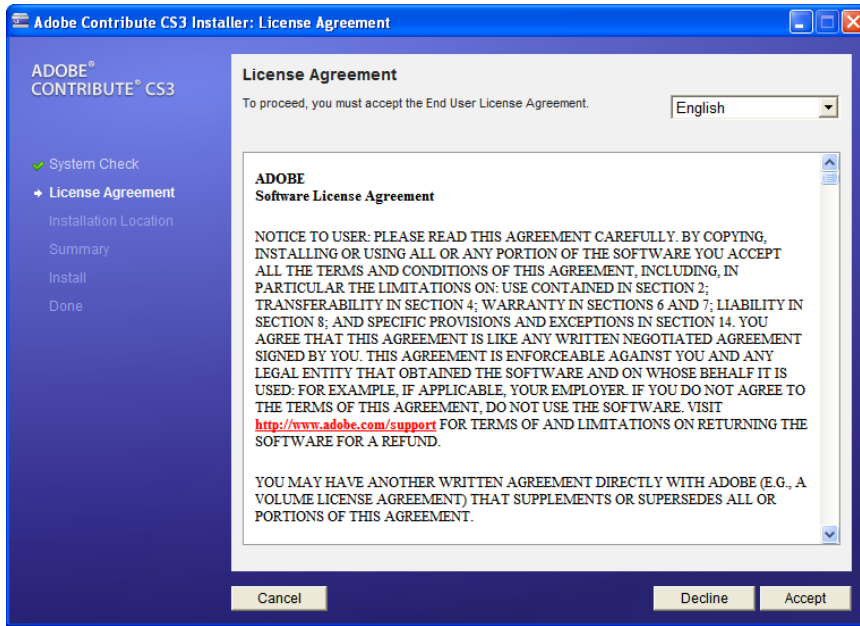 Adobe Contribute CS3 Installer: License Agreement
ADOBE®
CONTRIBUTE® CS3
System Check
License Agreement
Installation Location
Summary
Install
Done
License Agreement
To proceed, you must accept the End User License Agreement.
English
ADOBE
Software License Agreement
NOTICE TO USER: PLEASE READ THIS AGREEMENT CAREFULLY. BY COPYING,
INSTALLING OR USING ALL OR ANY PORTION OF THE SOFTWARE YOU ACCEPT
ALL THE TERMS AND CONDITIONS OF THIS AGREEMENT, INCLUDING, IN
PARTICULAR THE LIMITATIONS ON: USE CONTAINED IN SECTION 2;
TRANSFERABILITY IN SECTION 4; WARRANTY IN SECTIONS 6 AND 7; LIABILITY IN
SECTION 8; AND SPECIFIC PROVISIONS AND EXCEPTIONS IN SECTION 14. YOU
AGREE THAT THIS AGREEMENT IS LIKE ANY WRITTEN NEGOTIATED AGREEMENT
SIGNED BY YOU. THIS AGREEMENT IS ENFORCEABLE AGAINST YOU AND ANY
LEGAL ENTITY THAT OBTAINED THE SOFTWARE AND ON WHOSE BEHALF IT IS
USED: FOR EXAMPLE, IF APPLICABLE, YOUR EMPLOYER. IF YOU DO NOT AGREE TO
THE TERMS OF THIS AGREEMENT, DO NOT USE THE SOFTWARE. VISIT
http://www.adobe.com/support FOR TERMS OF AND LIMITATIONS ON RETURNING THE
SOFTWARE FOR A REFUND.
YOU MAY HAVE ANOTHER WRITTEN AGREEMENT DIRECTLY WITH ADOBE (E.G., A
VOLUME LICENSE AGREEMENT) THAT SUPPLEMENTS OR SUPERSEDES ALL OR
PORTIONS OF THIS AGREEMENT.
Cancel
Decline
Accept